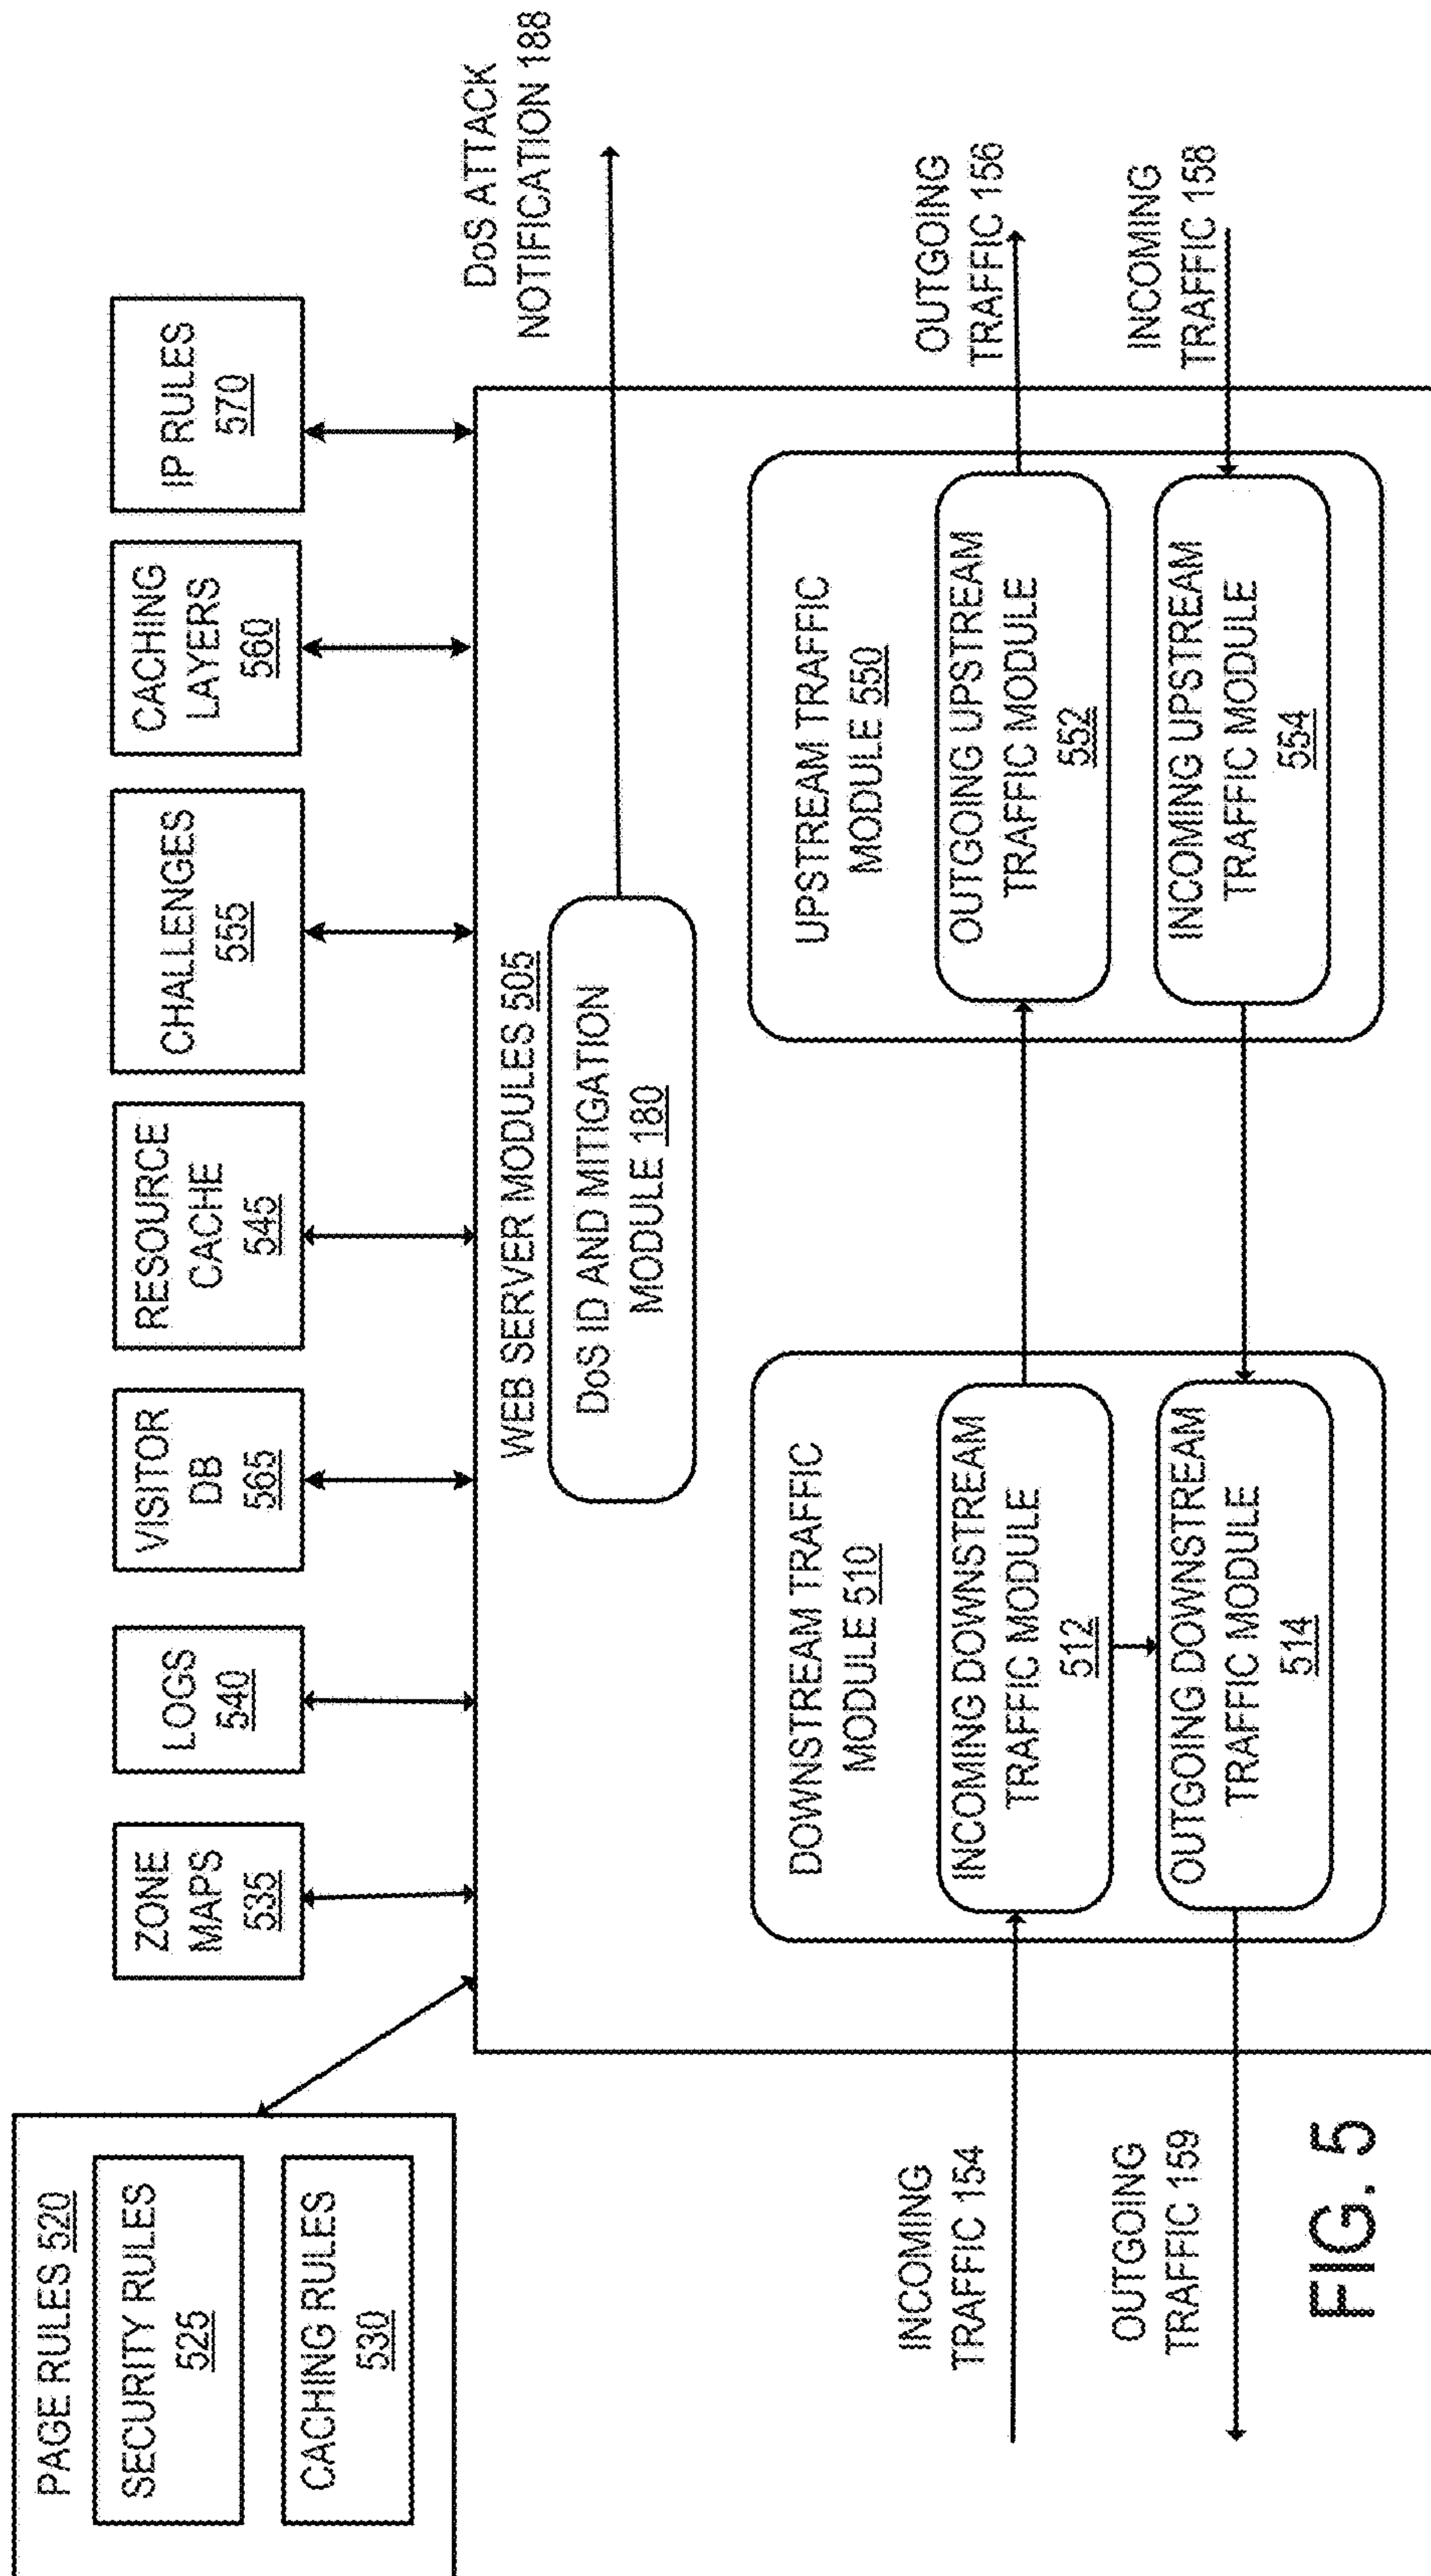 PAGE RULES 520
SECURITY RULES
525
CACHING RULES
530
ZONE
MAPS
535
LOGS
540
VISITOR
DB
565
RESOURCE
CACHE
545
CHALLENGES
555
CACHING
LAYERS
560
IP RULES
570
WEB SERVER MODULES 505
DoS ID AND MITIGATION
MODULE 180
DoS ATTACK
NOTIFICATION 188
DOWNSTREAM TRAFFIC
MODULE 510
INCOMING DOWNSTREAM
TRAFFIC MODULE
512
OUTGOING DOWNSTREAM
TRAFFIC MODULE
514
UPSTREAM TRAFFIC
MODULE 550
OUTGOING UPSTREAM
TRAFFIC MODULE
552
INCOMING UPSTREAM
TRAFFIC MODULE
554
INCOMING
TRAFFIC 154
OUTGOING
TRAFFIC 159
OUTGOING
TRAFFIC 156
INCOMING
TRAFFIC 158
FIG. 5